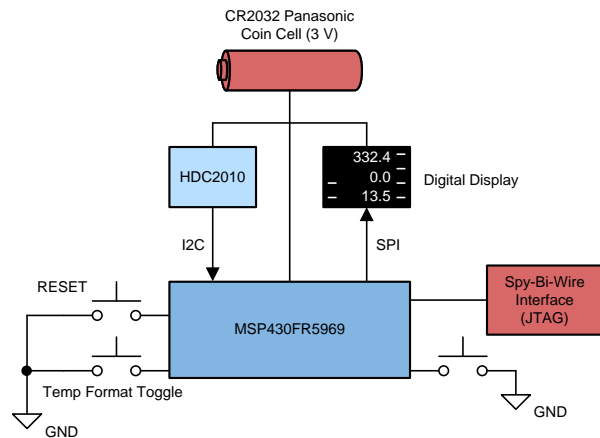 CR2032 Panasonic
Coin Cell (3 V)
HDC2010
332.4
0.0
13.5
Digital Display
I2C
SPI
RESET
MSP430FR5969
Spy-Bi-Wire
Interface
(JTAG)
Temp Format Toggle
GND
GND